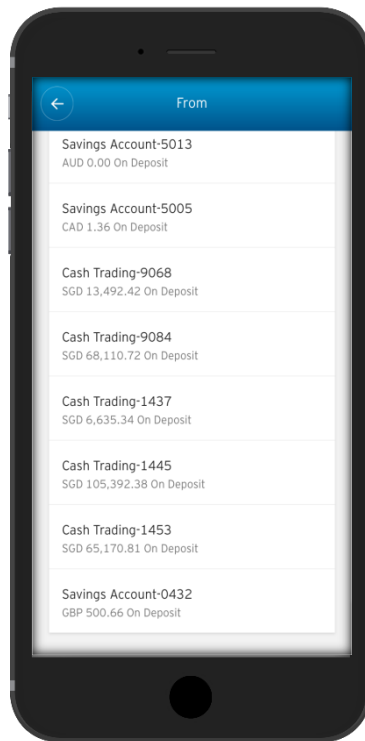 From
Savings Account-5013
AUD 0.00 On Deposit
Savings Account-5005
CAD 1.36 On Deposit
Cash Trading-9068
SGD 13,492.42 On Deposit
Cash Trading-9084
SGD 68,110.72 On Deposit
Cash Trading-1437
SGD 6,635.34 On Deposit
Cash Trading-1445
SGD 105,392.38 On Deposit
Cash Trading-1453
SGD 65,170.81 On Deposit
Savings Account-0432
GBP 500.66 On Deposit